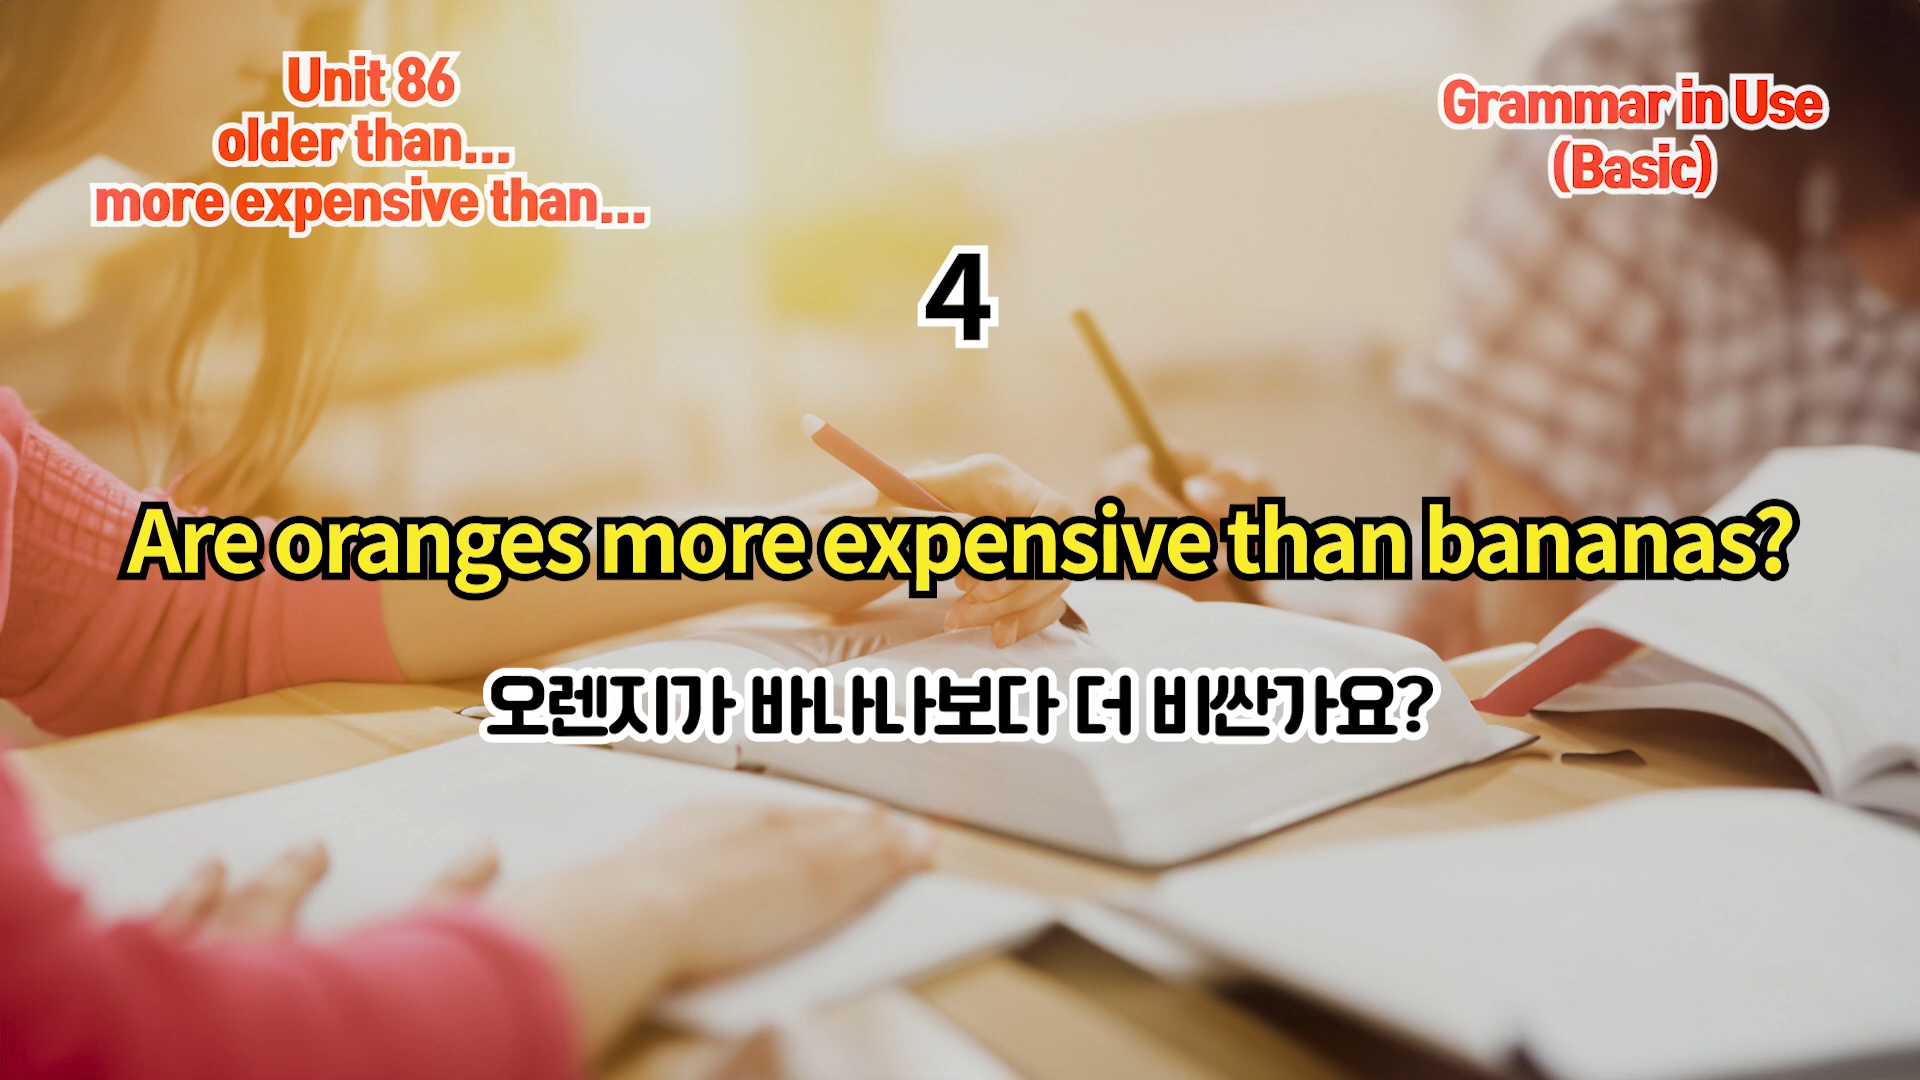 Unit 86
older than...
more expensive than...
Grammar in Use
(Basic)
4
Are oranges more expensive than bananas?
오렌지가 바나나보다 더 비싼가요?